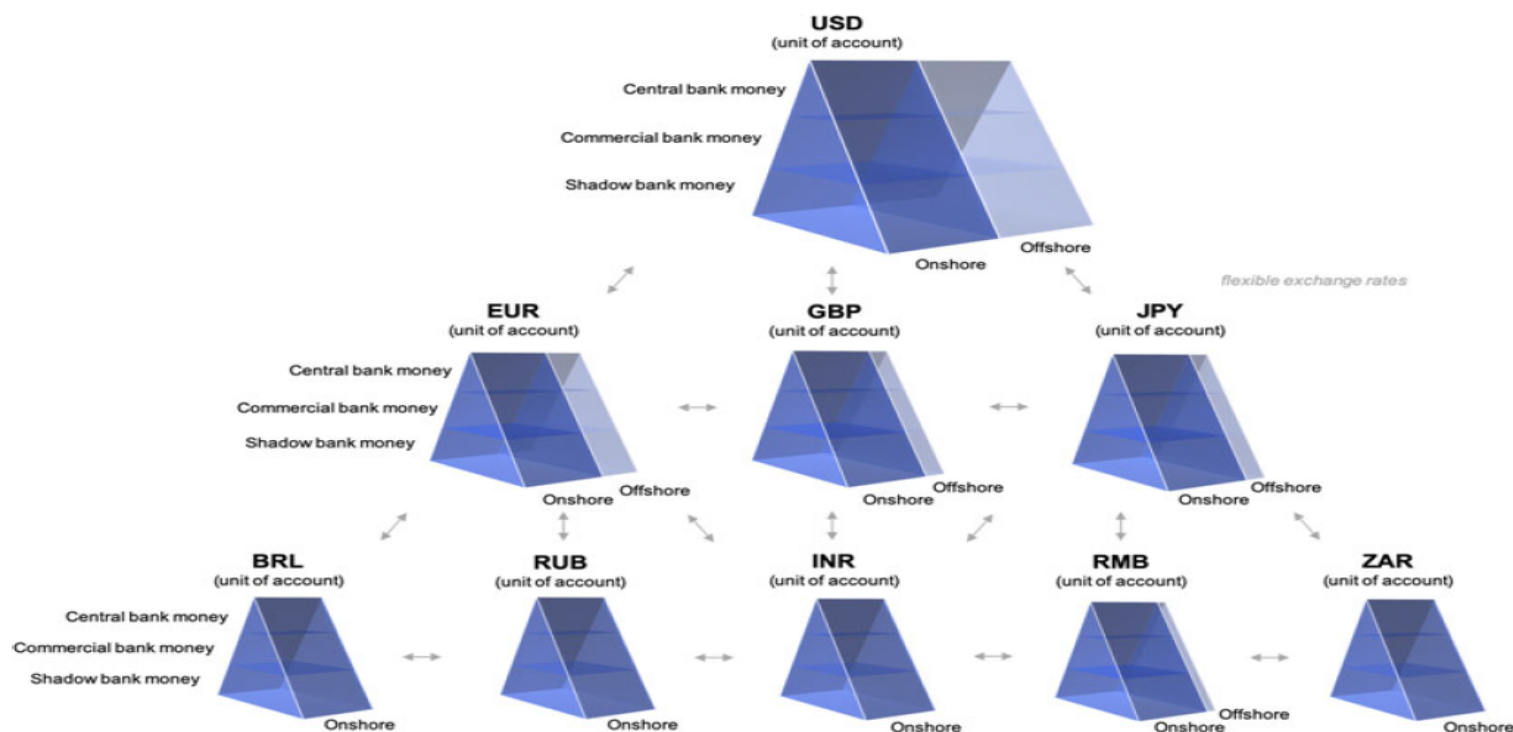 USD
(unit of account)
Central bank money
Commercial bank money
Shadow bank money
Offshore
Onshore
flexible exchange rates
EUR
(unit of account)
GBP
(unit of account)
JPY
(unit of account)
Central bank money
Commercial bank money
Shadow bank money
Onshore
Offshore
Onshore
Offshore
Onshore
Offshore
BRL
(unit of account)
RUB
(unit of account)
INR
(unit of account)
RMB
(unit of account)
ZAR
(unit of account)
Central bank money
Commercial bank money
Shadow bank money
Onshore
Onshore
Onshore
Onshore
Offshore
Onshore